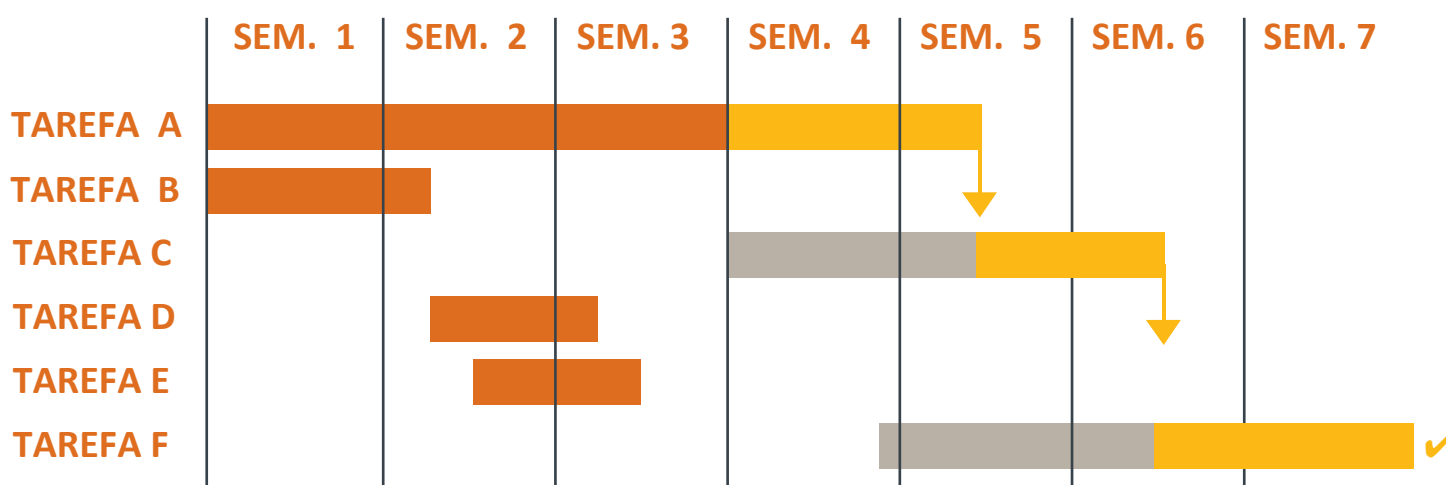 SEM. 1 SEM. 2 SEM. 3 SEM. 4 SEM. 5 SEM. 6 SEM. 7
TAREFA A
TAREFA B
TAREFA C
TAREFA D
TAREFA E
TAREFA F